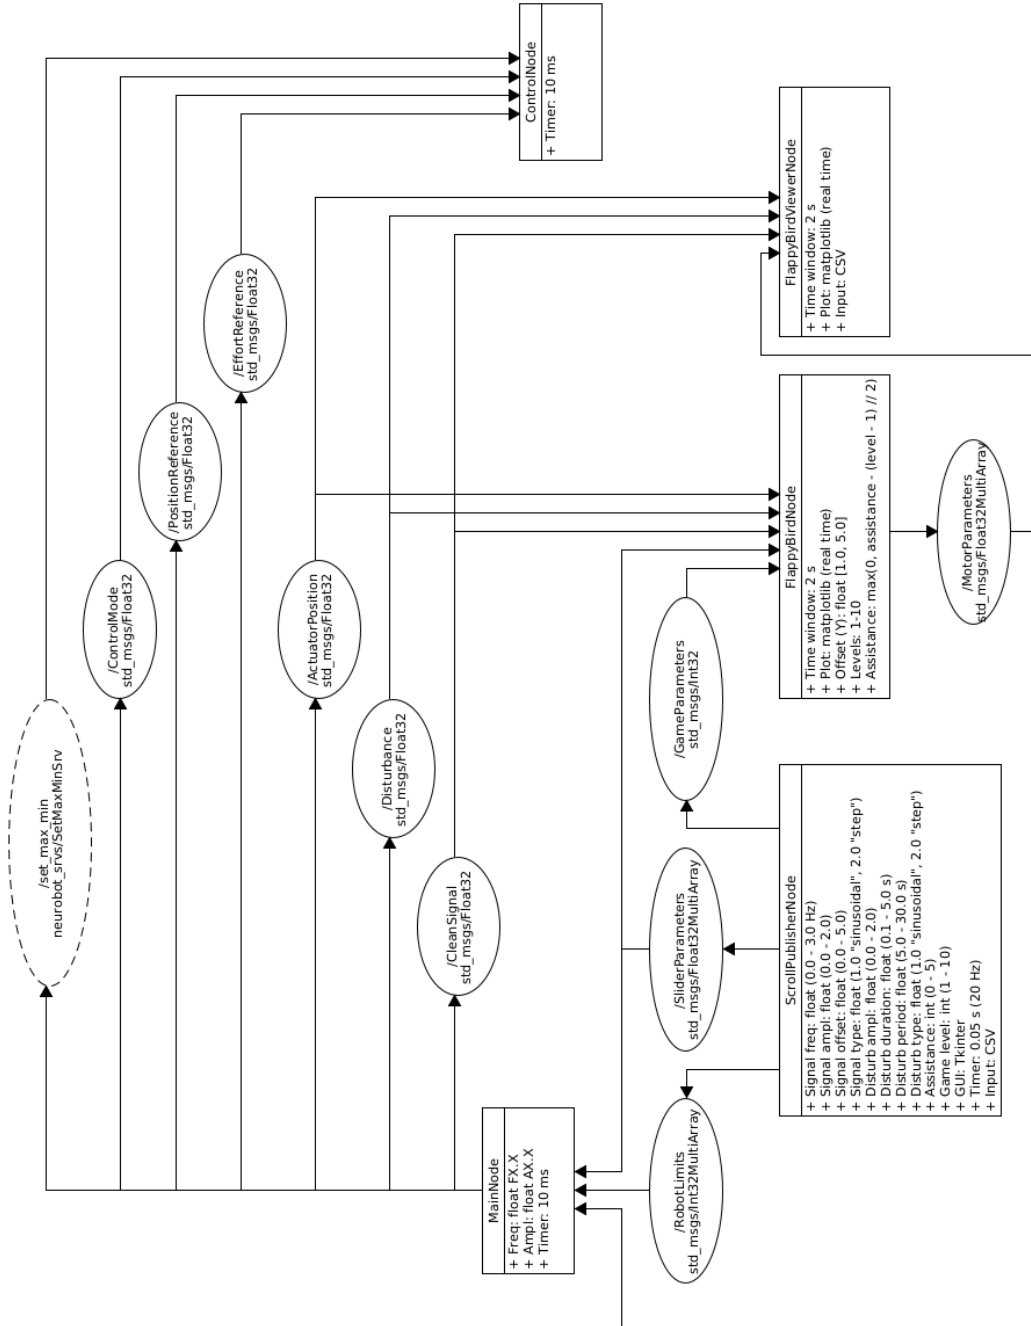 /set_max_min
neurobot_srvs/SetMaxMinSrv
/ControlMode
std_msgs/Float32
/PositionReference
std_msgs/Float32
/EffortReference
std_msgs/Float32
/ActuatorPosition
std_msgs/Float32
/Disturbance
std_msgs/Float32
/CleanSignal
std_msgs/Float32
MainNode
+ Freq: float FX.X
+ Ampl: float AX.X
+ Timer: 10 ms
ControlNode
+ Timer: 10 ms
/RobotLimits
std_msgs/Int32MultiArray
/SliderParameters
std_msgs/Float32MultiArray
/GameParameters
std_msgs/Int32
ScrollPublisherNode
+ Signal freq: float (0.0 - 3.0 Hz)
+ Signal ampl: float (0.0 - 2.0)
+ Signal offset: float (0.0 - 5.0)
+ Signal type: float (1.0 "sinusoidal", 2.0 "step")
+ Disturb ampl: float (0.0 - 2.0)
+ Disturb duration: float (0.1 - 5.0 s)
+ Disturb period: float (5.0 - 30.0 s)
+ Disturb type: float (1.0 "sinusoidal", 2.0 "step")
+ Assistance: int (0 - 5)
+ Game level: int (1 - 10)
+ GUI: Tkinter
+ Timer: 0.05 s (20 Hz)
+ Input: CSV
FlappyBirdNode
+ Time window: 2 s
+ Plot: matplotlib (real time)
+ Offset (Y): float [1.0, 5.0]
+ Levels: 1-10
+ Assistance: max(0, assistance - (level - 1) // 2)
FlappyBirdViewerNode
+ Time window: 2 s
+ Plot: matplotlib (real time)
+ Input: CSV
/MotorParameters
std_msgs/Float32MultiArray